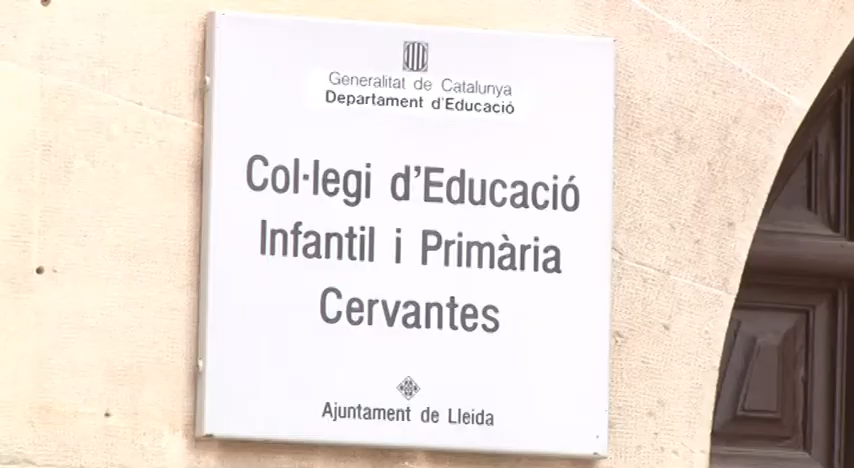 Generalitat de Catalunya
Departament d'Educació
Col·legi d'Educació
Infantil i Primària
Cervantes
Ajuntament de Lleida